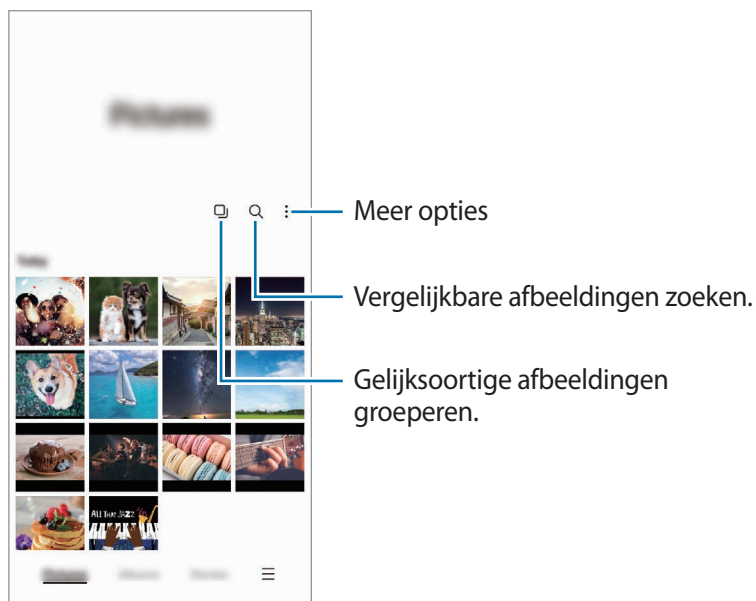 Meer opties
Vergelijkbare afbeeldingen zoeken.
Gelijksoortige afbeeldingen
groeperen.
ALL THAT JAZZ